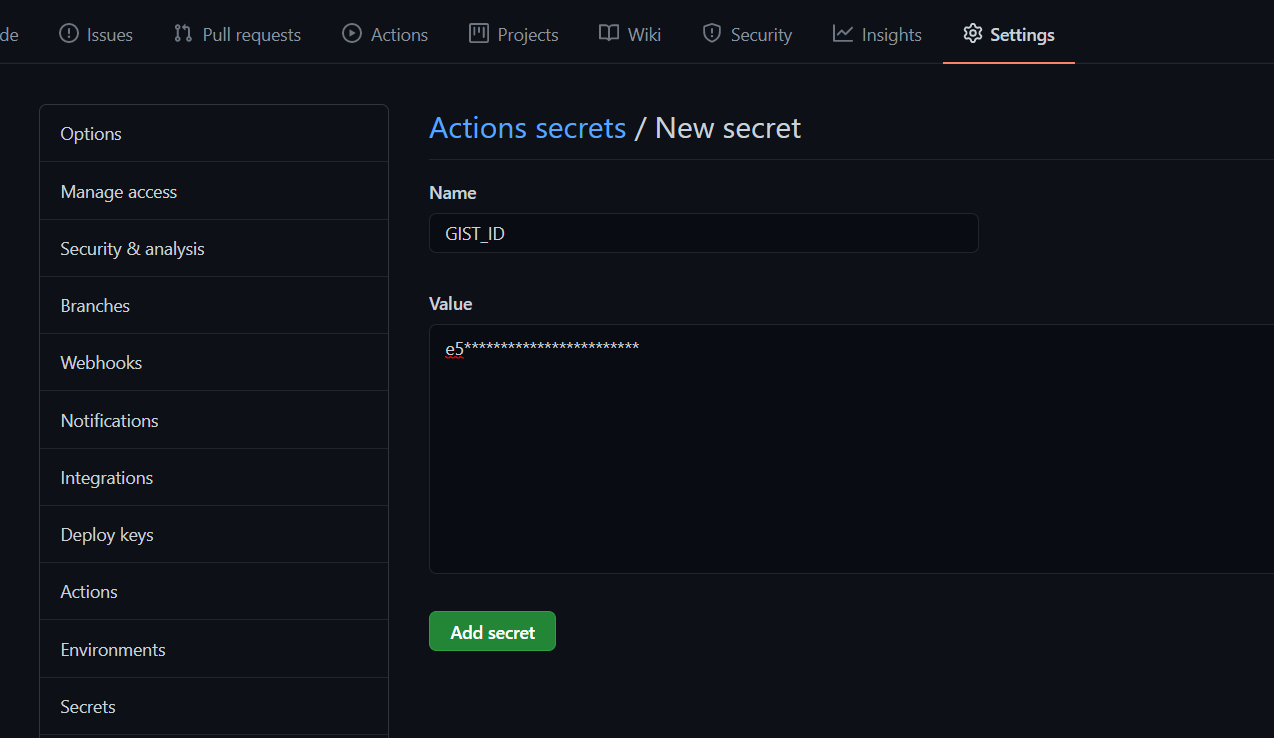 de Issues Pull requests Actions Projects Wiki Security Insights Settings
Options
Manage access
Security & analysis
Branches
Webhooks
Notifications
Integrations
Deploy keys
Actions
Environments
Secrets
Actions secrets / New secret
Name
GIST_ID
Value
e5************************
Add secret